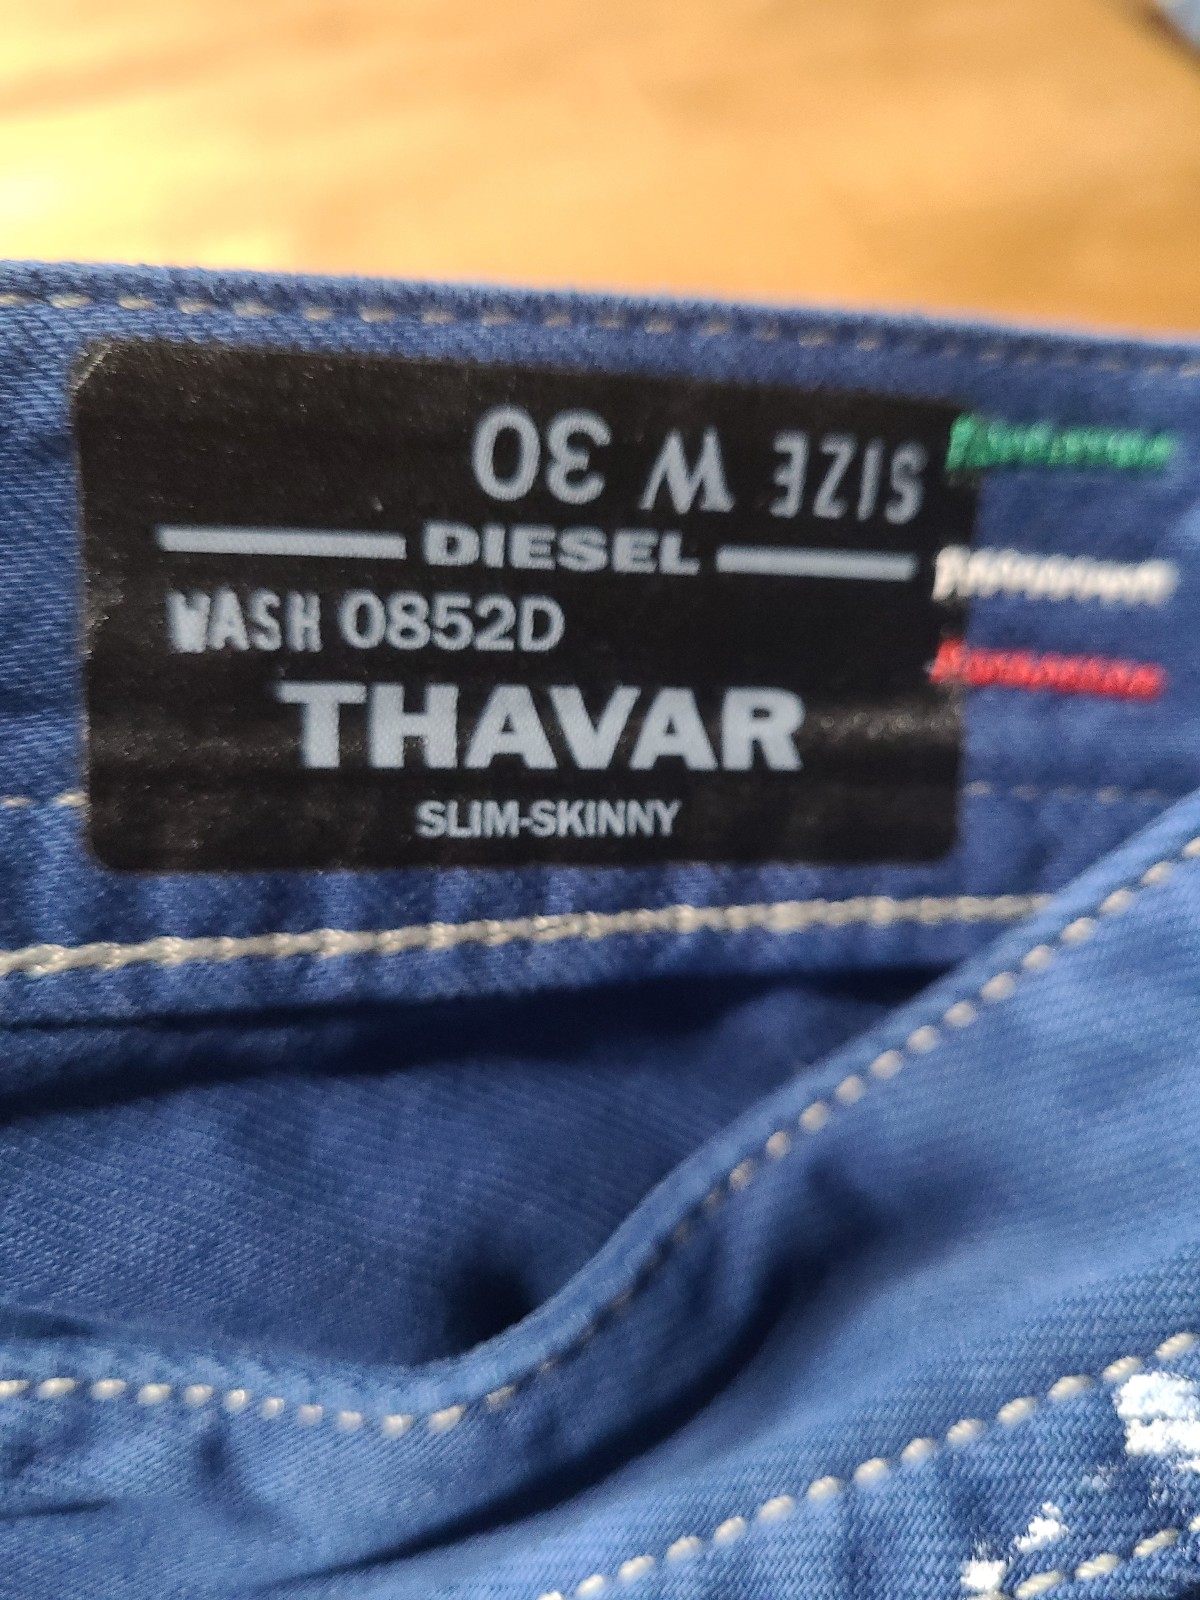 SIZE W 30
DIESEL
WASH 0852D
THAVAR
SLIM-SKINNY